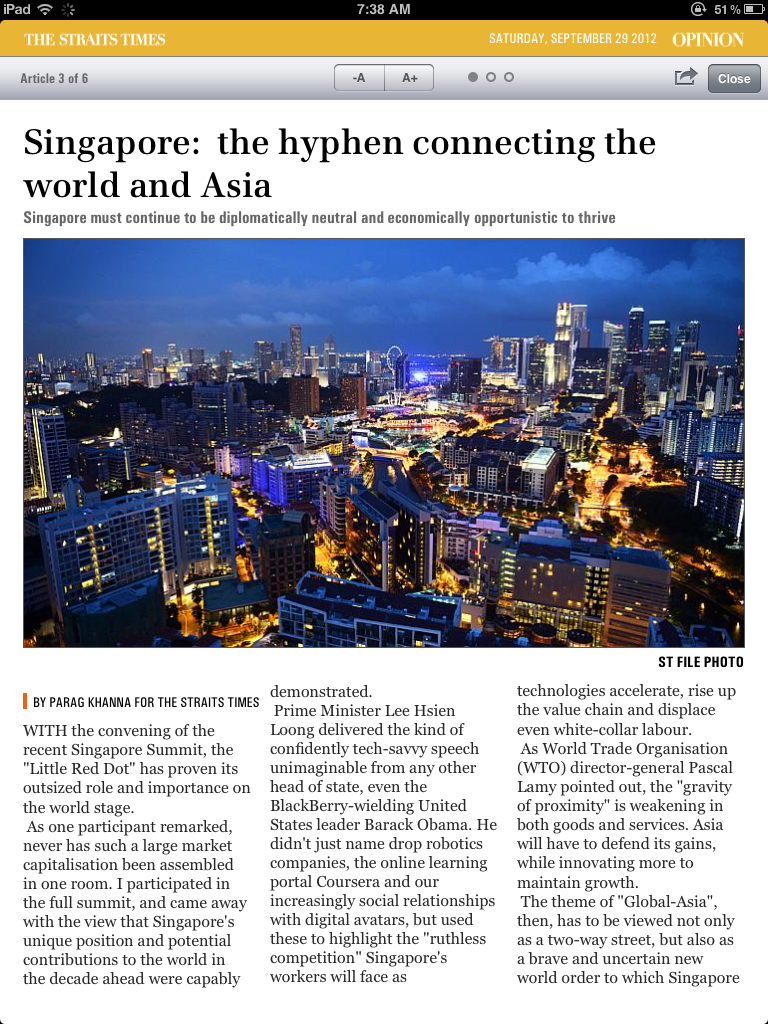 iPad 7:38 AM 51 %
THE STRAITS TIMES SATURDAY, SEPTEMBER 29 2012 OPINION
Article 3 of 6 -A A+ Close
Singapore:  the hyphen connecting the
world and Asia
Singapore must continue to be diplomatically neutral and economically opportunistic to thrive
ST FILE PHOTO
BY PARAG KHANNA FOR THE STRAITS TIMES
WITH the convening of the
recent Singapore Summit, the
"Little Red Dot" has proven its
outsized role and importance on
the world stage.
As one participant remarked,
never has such a large market
capitalisation been assembled
in one room. I participated in
the full summit, and came away
with the view that Singapore's
unique position and potential
contributions to the world in
the decade ahead were capably
demonstrated.
Prime Minister Lee Hsien
Loong delivered the kind of
confidently tech-savvy speech
unimaginable from any other
head of state, even the
BlackBerry-wielding United
States leader Barack Obama. He
didn't just name drop robotics
companies, the online learning
portal Coursera and our
increasingly social relationships
with digital avatars, but used
these to highlight the "ruthless
competition" Singapore's
workers will face as
technologies accelerate, rise up
the value chain and displace
even white-collar labour.
As World Trade Organisation
(WTO) director-general Pascal
Lamy pointed out, the "gravity
of proximity" is weakening in
both goods and services. Asia
will have to defend its gains,
while innovating more to
maintain growth.
The theme of "Global-Asia",
then, has to be viewed not only
as a two-way street, but also as
a brave and uncertain new
world order to which Singapore